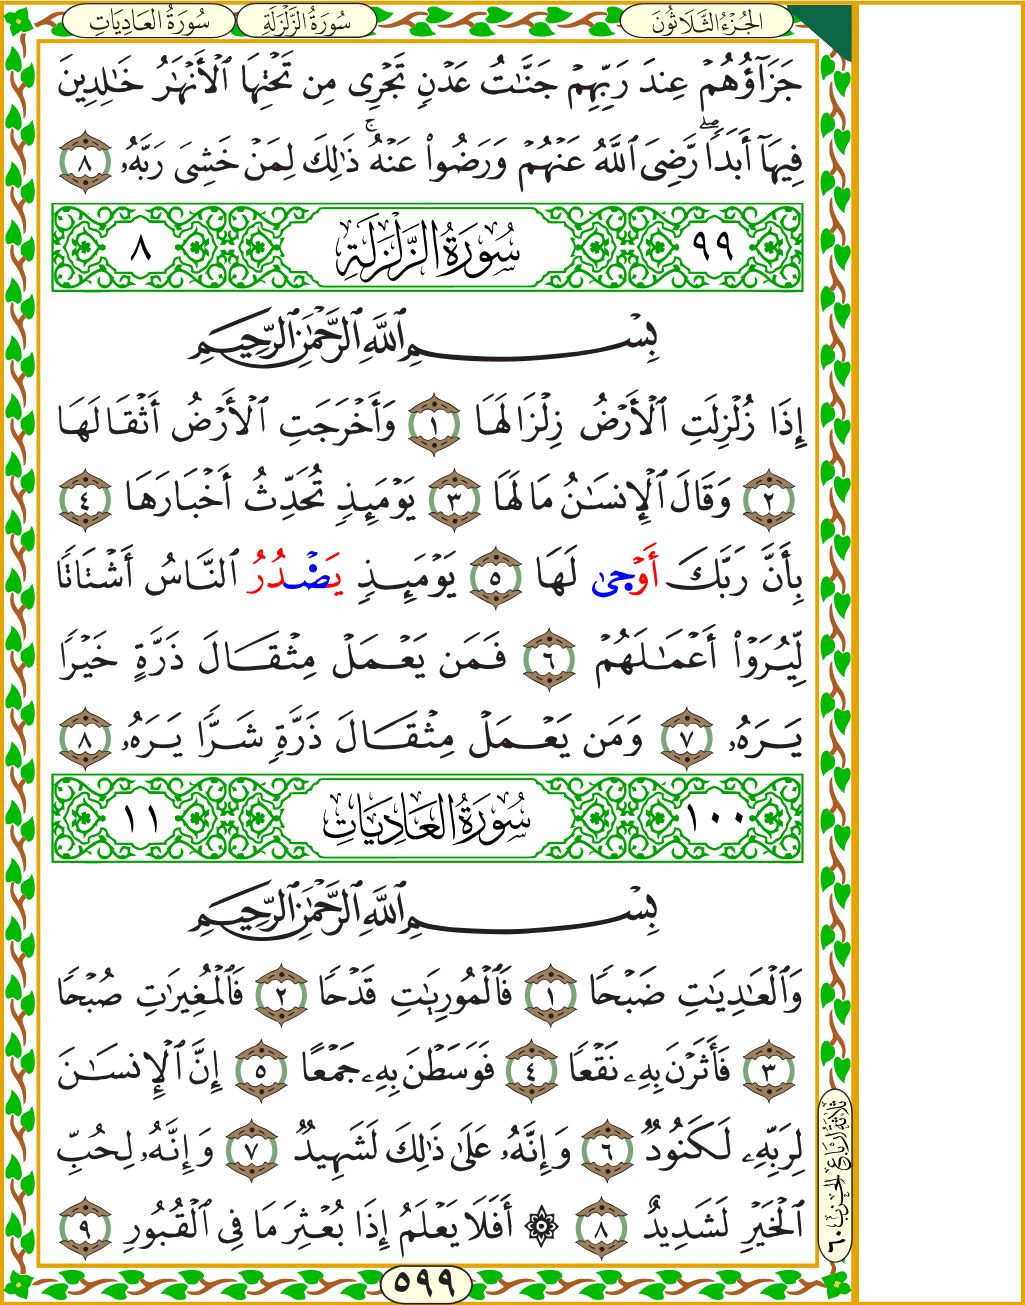 الجُزْءُ الثَّلَاثُونَ سُورَةُ الزَّلْزَلَةِ سُورَةُ العَادِيَاتِ
جَزَآؤُهُمْ عِندَ رَبِّهِمْ جَنَّـٰتُ عَدْنٍ تَجْرِى مِن تَحْتِهَا ٱلْأَنْهَـٰرُ خَـٰلِدِينَ
فِيهَآ أَبَدًا ۖ رَّضِىَ ٱللَّهُ عَنْهُمْ وَرَضُوا۟ عَنْهُ ۚ ذَٰلِكَ لِمَنْ خَشِىَ رَبَّهُۥ ٨
٩٩ سُورَةُ الزَّلْزَلَةِ ٨
بِسْمِ ٱللَّهِ ٱلرَّحْمَـٰنِ ٱلرَّحِيمِ
إِذَا زُلْزِلَتِ ٱلْأَرْضُ زِلْزَالَهَا ١ وَأَخْرَجَتِ ٱلْأَرْضُ أَثْقَالَهَا
٢ وَقَالَ ٱلْإِنسَـٰنُ مَا لَهَا ٣ يَوْمَئِذٍ تُحَدِّثُ أَخْبَارَهَا ٤
بِأَنَّ رَبَّكَ أَوْحَىٰ لَهَا ٥ يَوْمَئِذٍ يَصْدُرُ ٱلنَّاسُ أَشْتَاتًا
لِّيُرَوْا۟ أَعْمَـٰلَهُمْ ٦ فَمَن يَعْمَلْ مِثْقَالَ ذَرَّةٍ خَيْرًا
يَرَهُۥ ٧ وَمَن يَعْمَلْ مِثْقَالَ ذَرَّةٍ شَرًّا يَرَهُۥ ٨
١٠٠ سُورَةُ العَادِيَاتِ ١١
بِسْمِ ٱللَّهِ ٱلرَّحْمَـٰنِ ٱلرَّحِيمِ
وَٱلْعَـٰدِيَـٰتِ ضَبْحًا ١ فَٱلْمُورِيَـٰتِ قَدْحًا ٢ فَٱلْمُغِيرَٰتِ صُبْحًا
٣ فَأَثَرْنَ بِهِۦ نَقْعًا ٤ فَوَسَطْنَ بِهِۦ جَمْعًا ٥ إِنَّ ٱلْإِنسَـٰنَ
لِرَبِّهِۦ لَكَنُودٌ ٦ وَإِنَّهُۥ عَلَىٰ ذَٰلِكَ لَشَهِيدٌ ٧ وَإِنَّهُۥ لِحُبِّ
ٱلْخَيْرِ لَشَدِيدٌ ٨ ۞ أَفَلَا يَعْلَمُ إِذَا بُعْثِرَ مَا فِى ٱلْقُبُورِ ٩
ثلاثة أرباع الحزب ٦٠
٥٩٩